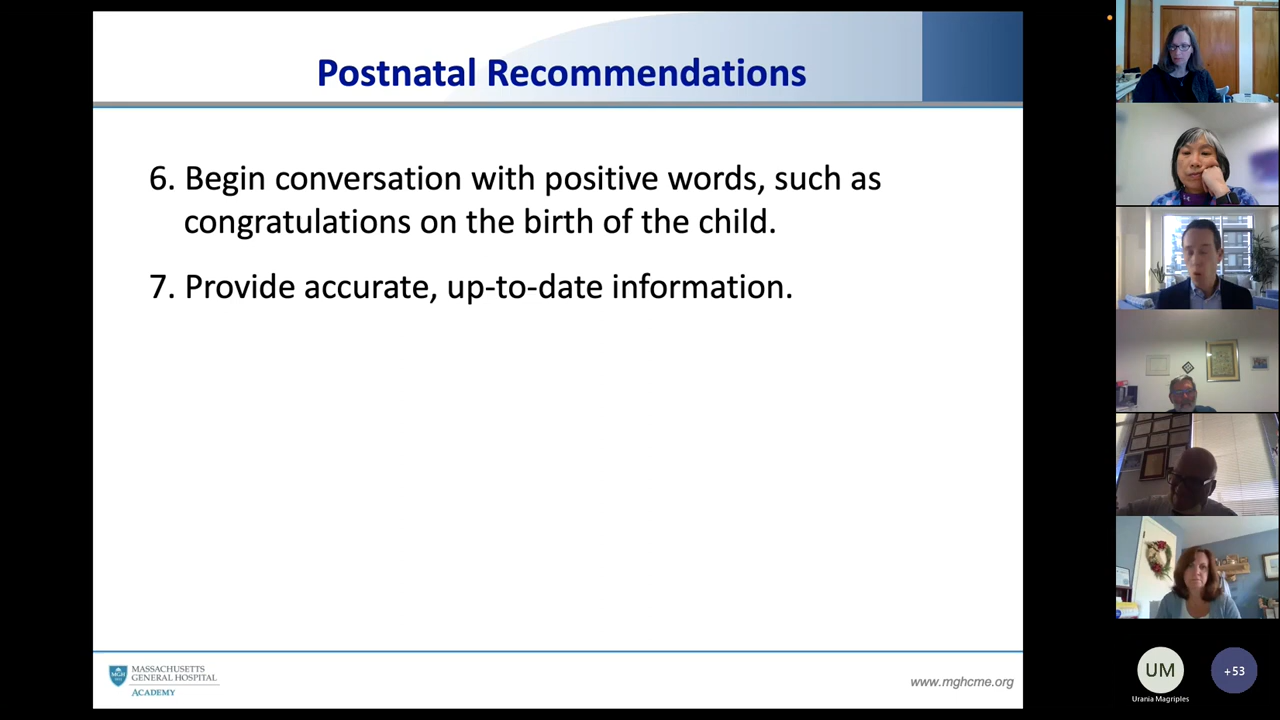 Postnatal Recommendations
6. Begin conversation with positive words, such as
congratulations on the birth of the child.
7. Provide accurate, up-to-date information.
MGH
MASSACHUSETTS
GENERAL HOSPITAL
ACADEMY
www.mghcme.org
UM
+53
Urania Magriples